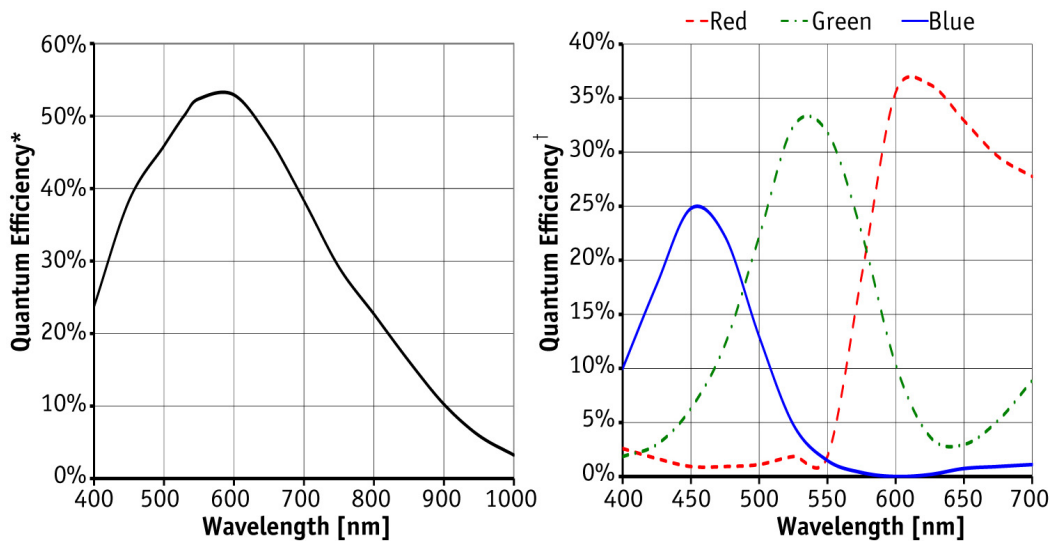 Red Green Blue
60%
50%
40%
30%
20%
10%
0%
Quantum Efficiency*
400 500 600 700 800 900 1000
Wavelength [nm]
40%
35%
30%
25%
20%
15%
10%
5%
0%
Quantum Efficiency†
400 450 500 550 600 650 700
Wavelength [nm]